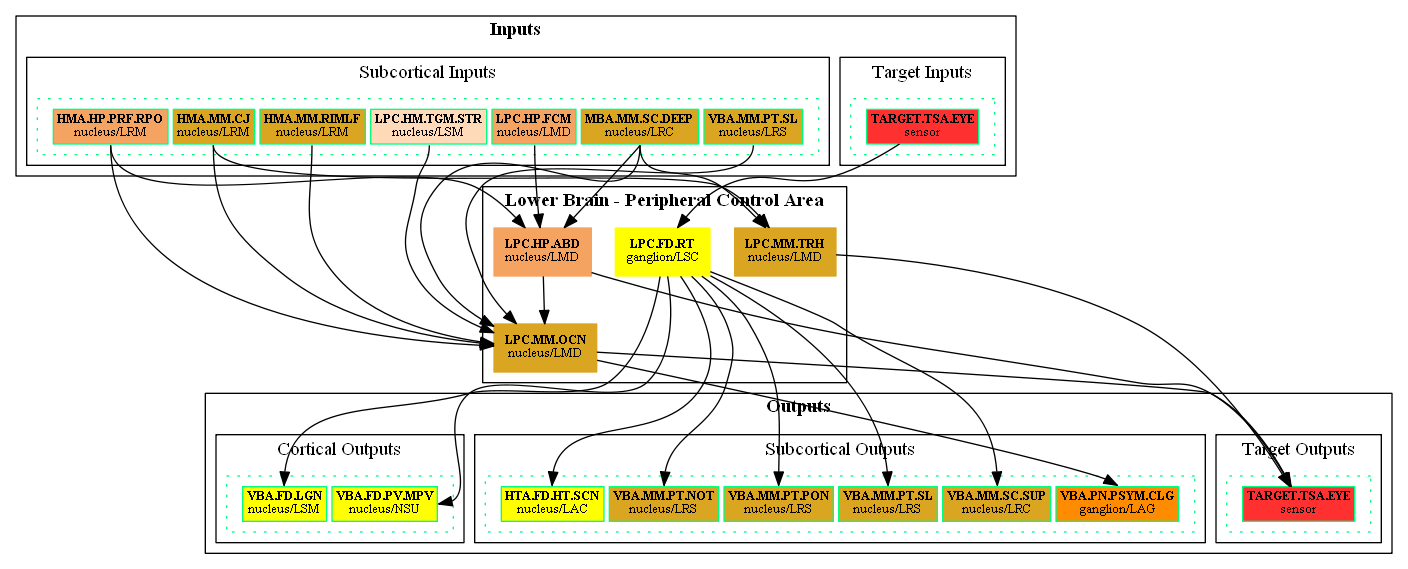 Inputs
Subcortical Inputs
Target Inputs
HMA.HP.PRF.RPO
nucleus/LRM
HMA.MM.CJ
nucleus/LRM
HMA.MM.RIMLF
nucleus/LRM
LPC.HM.TGM.STR
nucleus/LSM
LPC.HP.FCM
nucleus/LMD
MBA.MM.SC.DEEP
nucleus/LRC
VBA.MM.PT.SL
nucleus/LRS
TARGET.TSA.EYE
sensor
Lower Brain - Peripheral Control Area
LPC.HP.ABD
nucleus/LMD
LPC.FD.RT
ganglion/LSC
LPC.MM.TRH
nucleus/LMD
LPC.MM.OCN
nucleus/LMD
Outputs
Cortical Outputs
Subcortical Outputs
Target Outputs
VBA.FD.LGN
nucleus/LSM
VBA.FD.PV.MPV
nucleus/NSU
HTA.FD.HT.SCN
nucleus/LAC
VBA.MM.PT.NOT
nucleus/LRS
VBA.MM.PT.PON
nucleus/LRS
VBA.MM.PT.SL
nucleus/LRS
VBA.MM.SC.SUP
nucleus/LRC
VBA.PN.PSYM.CLG
ganglion/LAG
TARGET.TSA.EYE
sensor